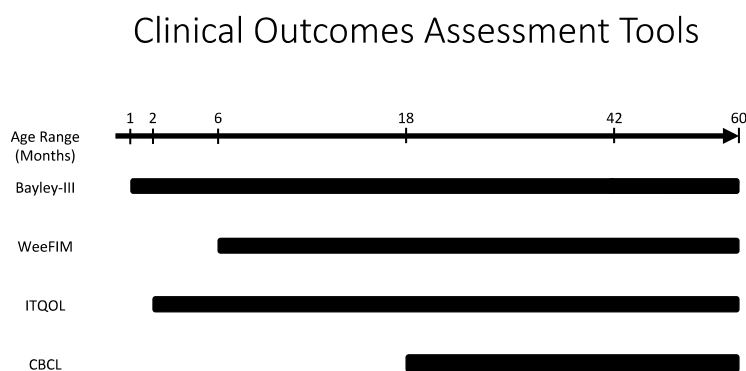 Clinical Outcomes Assessment Tools
1 2 6 18 42 60
Age Range
(Months)
Bayley-III
WeeFIM
ITQOL
CBCL